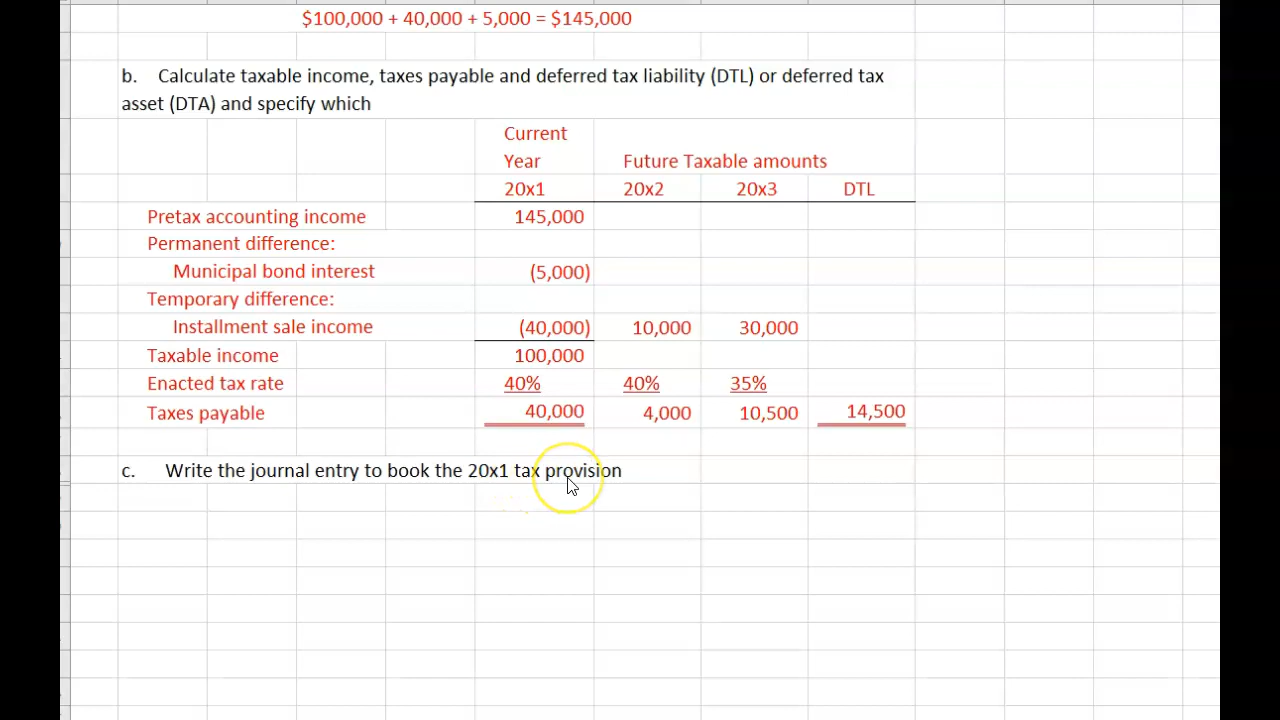 $100,000 + 40,000 + 5,000 = $145,000
b. Calculate taxable income, taxes payable and deferred tax liability (DTL) or deferred tax
asset (DTA) and specify which
Current
Year Future Taxable amounts
20x1 20x2 20x3 DTL
Pretax accounting income 145,000
Permanent difference:
Municipal bond interest (5,000)
Temporary difference:
Installment sale income (40,000) 10,000 30,000
Taxable income 100,000
Enacted tax rate 40% 40% 35%
Taxes payable 40,000 4,000 10,500 14,500
c. Write the journal entry to book the 20x1 tax provision